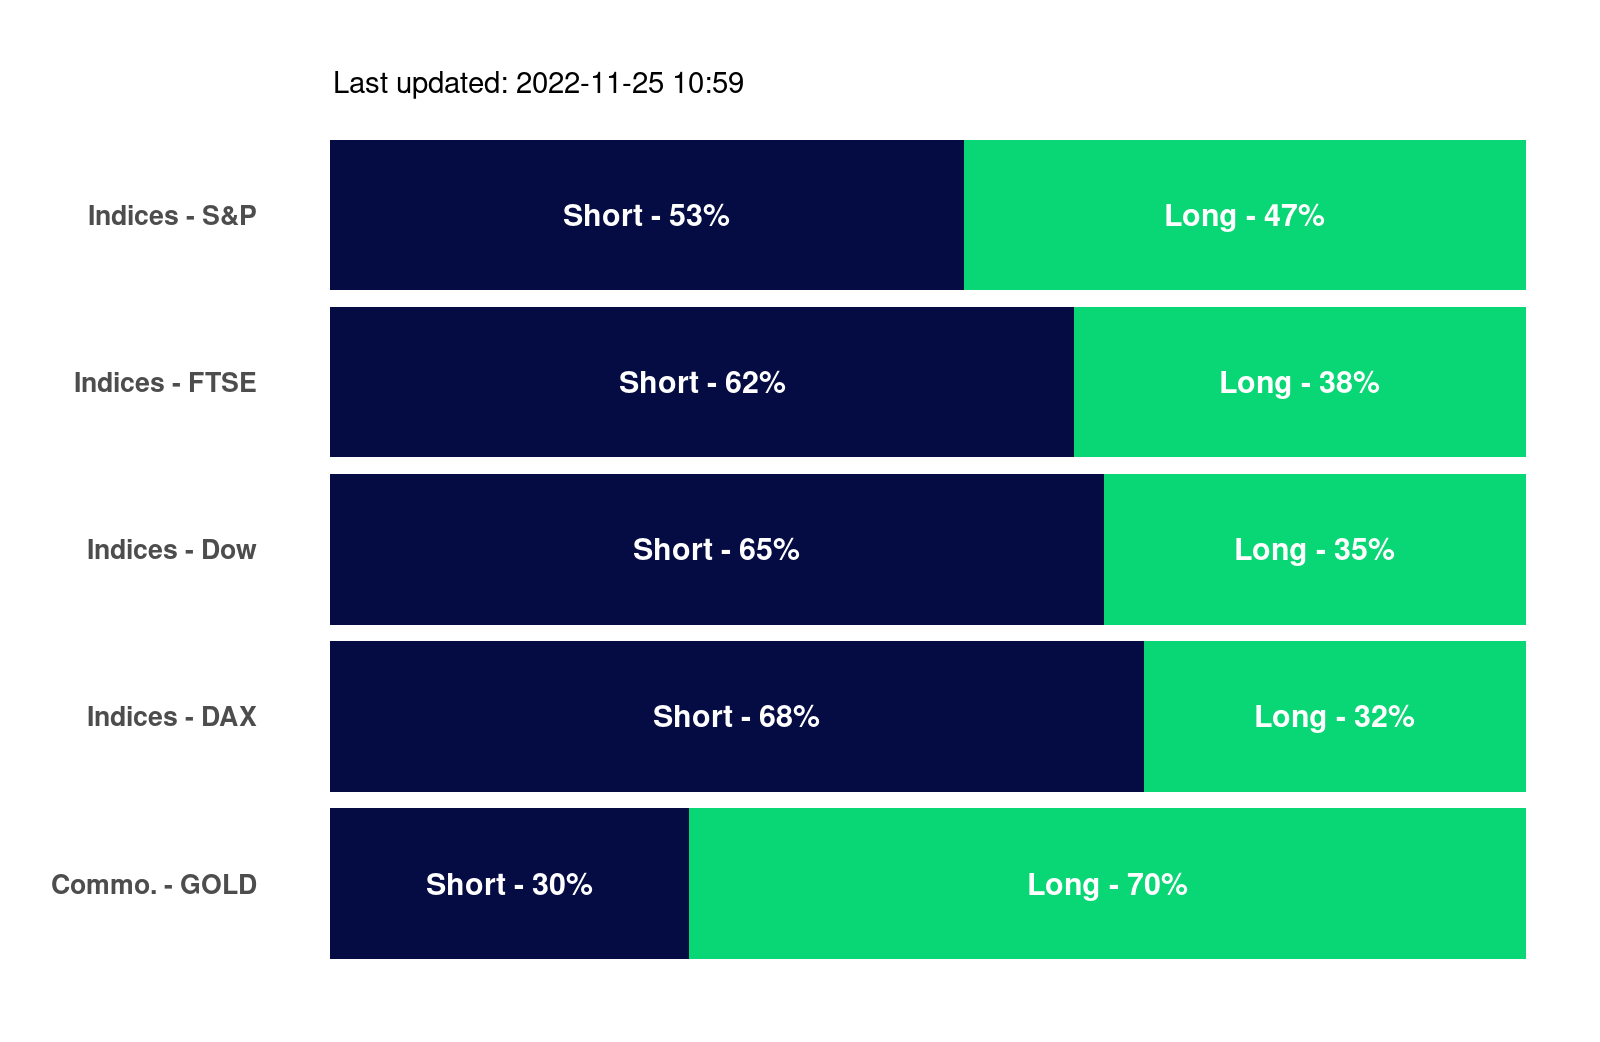 Last updated: 2022-11-25 10:59
Indices - S&P Short - 53% Long - 47%
Indices - FTSE Short - 62% Long - 38%
Indices - Dow Short - 65% Long - 35%
Indices - DAX Short - 68% Long - 32%
Commo. - GOLD Short - 30% Long - 70%